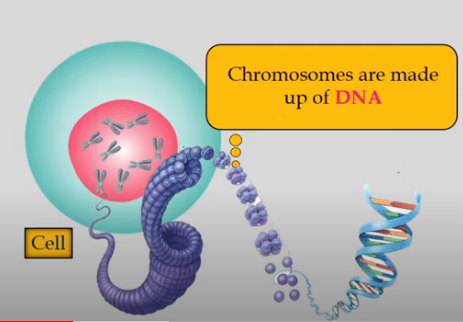 Chromosomes are made
up of DNA
Cell